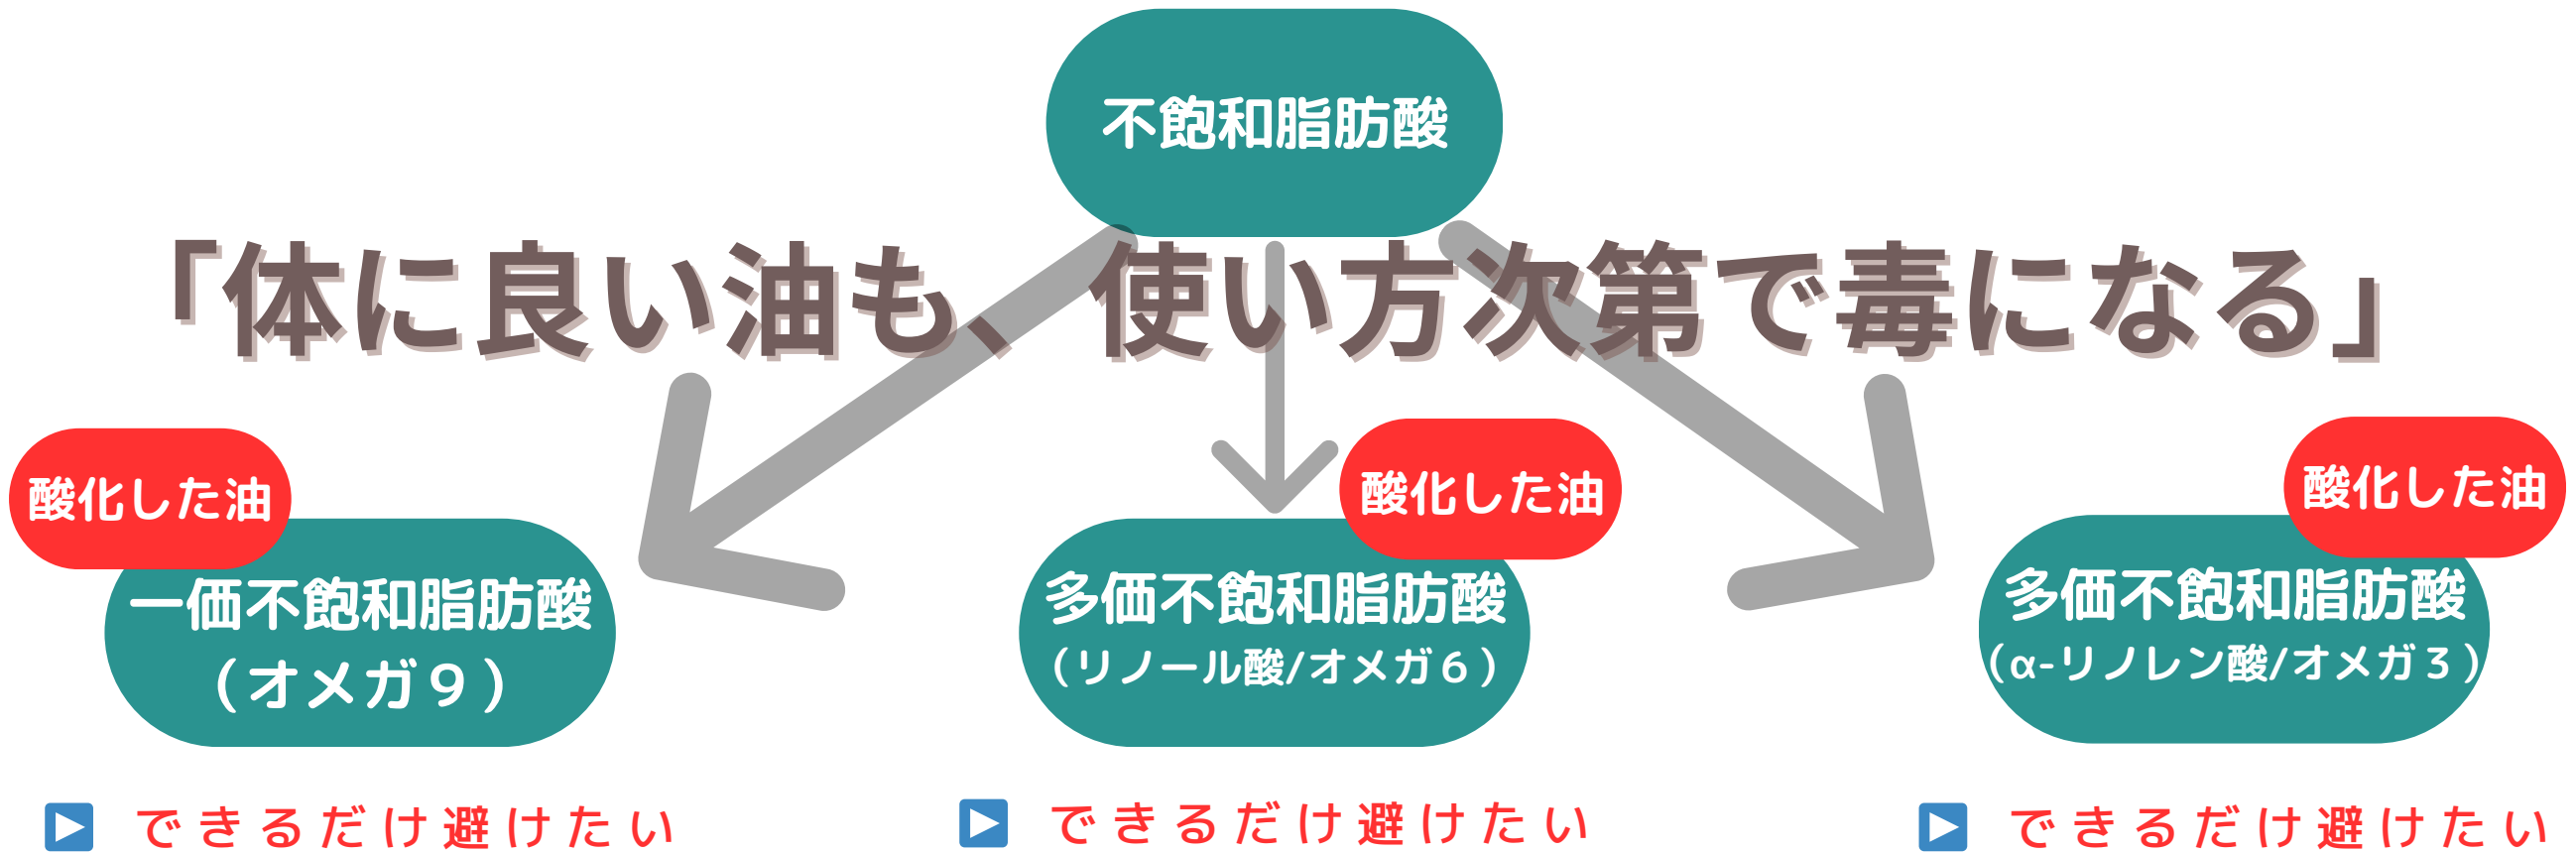 不飽和脂肪酸
「体に良い油も、使い方次第で毒になる」
酸化した油
一価不飽和脂肪酸
（オメガ９）
▶ できるだけ避けたい
酸化した油
多価不飽和脂肪酸
（リノール酸/オメガ６）
▶ できるだけ避けたい
酸化した油
多価不飽和脂肪酸
（α-リノレン酸/オメガ３）
▶ できるだけ避けたい